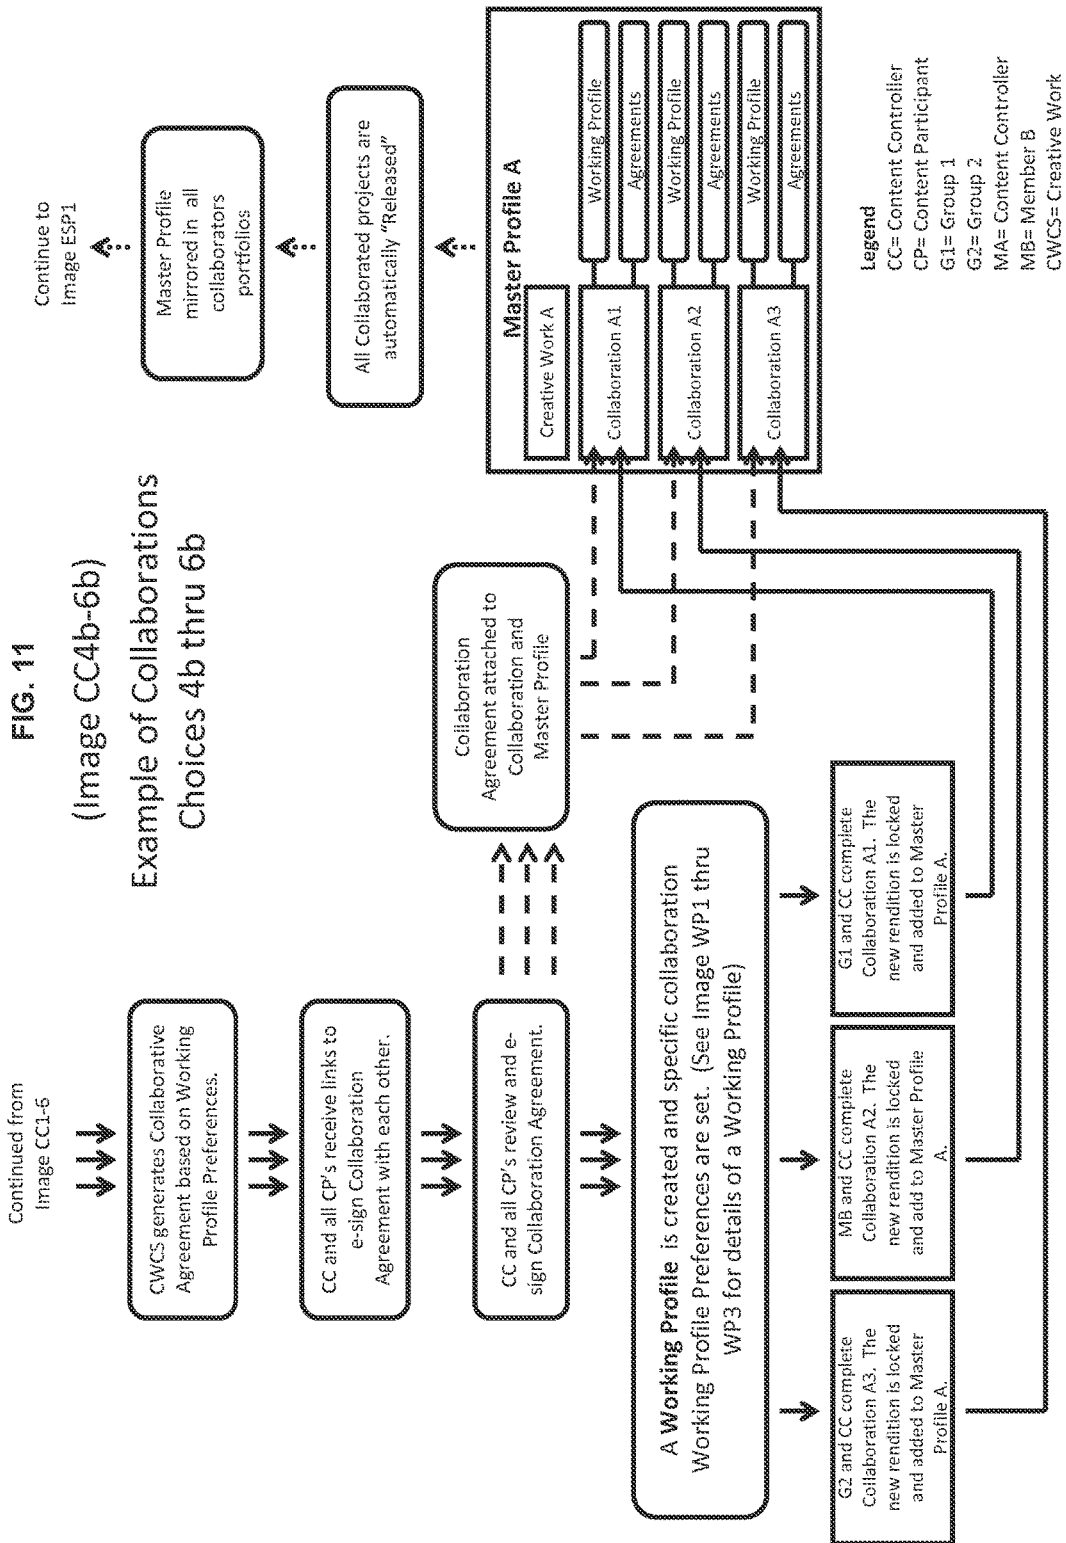 FIG. 11
(Image CC4b-6b)
Example of Collaborations
Choices 4b thru 6b
Continued from
Image CC1-6
CWCS generates Collaborative
Agreement based on Working
Profile Preferences.
CC and all CP's receive links to
e-sign Collaboration
Agreement with each other.
CC and all CP's review and e-
sign Collaboration Agreement.
Collaboration
Agreement attached to
Collaboration and
Master Profile
A Working Profile is created and specific collaboration
Working Profile Preferences are set. (See Image WP1 thru
WP3 for details of a Working Profile)
G2 and CC complete
Collaboration A3. The
new rendition is locked
and added to Master
Profile A.
MB and CC complete
Collaboration A2. The
new rendition is locked
and add to Master Profile
A.
G1 and CC complete
Collaboration A1. The
new rendition is locked
and added to Master
Profile A.
Continue to
Image ESP1
Master Profile
mirrored in all
collaborators
portfolios
All Collaborated projects are
automatically "Released"
Master Profile A
Creative Work A
Collaboration A1
Working Profile
Agreements
Collaboration A2
Working Profile
Agreements
Collaboration A3
Working Profile
Agreements
Legend
CC= Content Controller
CP= Content Participant
G1= Group 1
G2= Group 2
MA= Content Controller
MB= Member B
CWCS= Creative Work